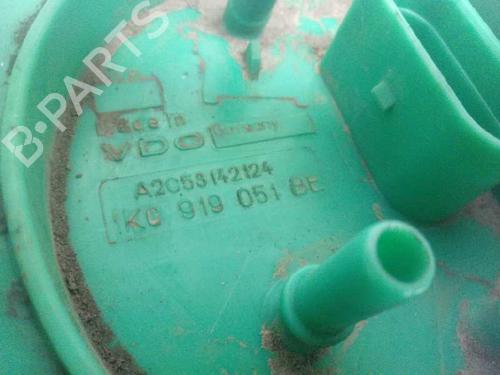 B-PARTS
Made in
VDO Germany
A2C53142124
1K0 919 051 BE